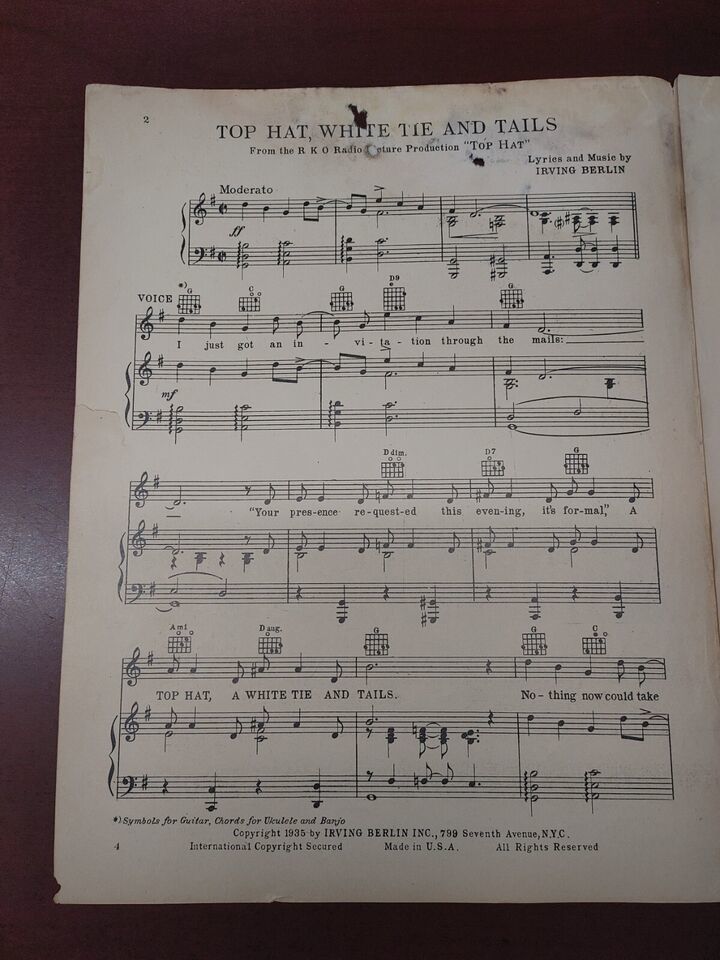 2
TOP HAT, WHITE TIE AND TAILS
From the R K O Radio Picture Production "TOP HAT"
Lyrics and Music by
IRVING BERLIN
Moderato
ff
*)
G C G D9 G
VOICE
I just got an in - vi - ta - tion through the mails:
mf
D dim. D7 G
"Your pres-ence re-quest-ed this even-ing, it's for-mal," A
Ami D aug. G G C
TOP HAT, A WHITE TIE AND TAILS. No-thing now could take
*) Symbols for Guitar, Chords for Ukulele and Banjo
Copyright 1935 by IRVING BERLIN INC., 799 Seventh Avenue, N.Y.C.
4 International Copyright Secured Made in U.S.A. All Rights Reserved